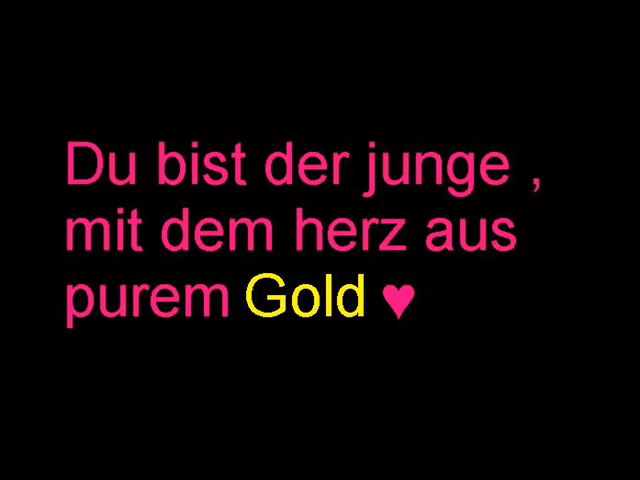 Du bist der junge ,
mit dem herz aus
purem Gold ♥